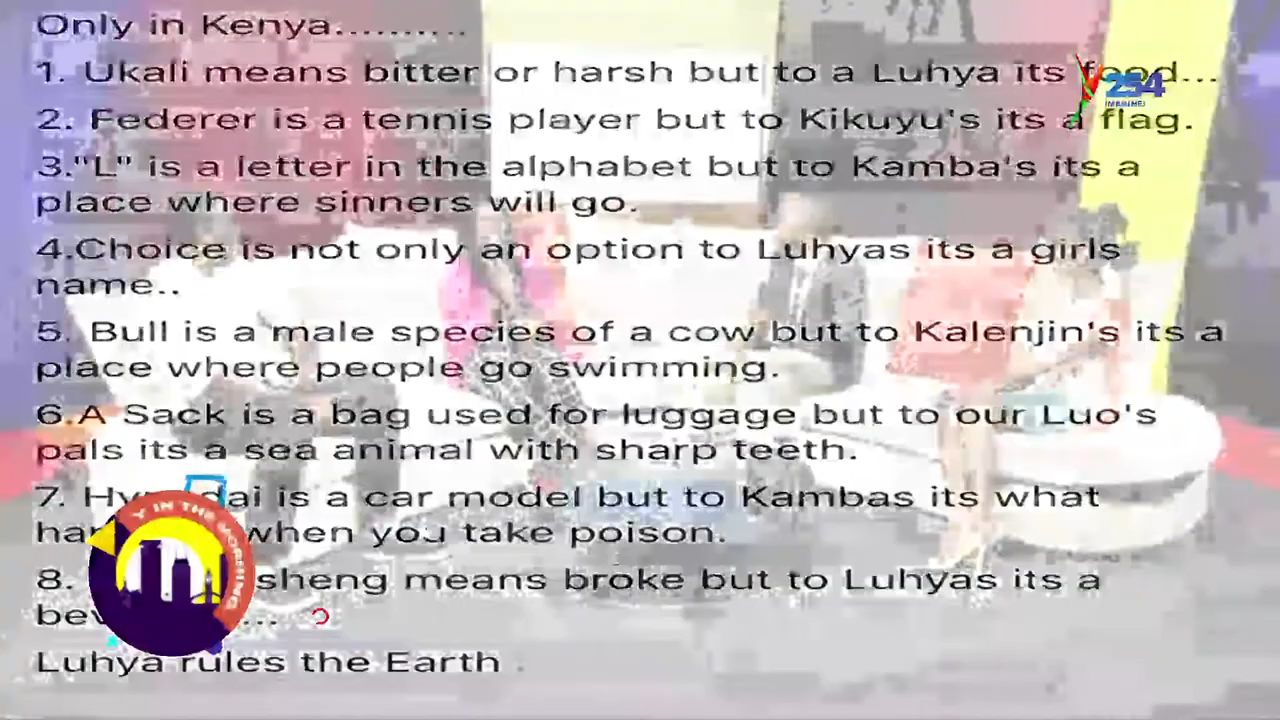 Only in Kenya..........
1. Ukali means bitter or harsh but to a Luhya its food...
254
2. Federer is a tennis player but to Kikuyu's its a flag.
3."L" is a letter in the alphabet but to Kamba's its a
place where sinners will go.
4.Choice is not only an option to Luhyas its a girls
name..
5. Bull is a male species of a cow but to Kalenjin's its a
place where people go swimming.
6.A Sack is a bag used for luggage but to our Luo's
pals its a sea animal with sharp teeth.
7. is a car model but to Kambas its what
when you take poison.
Y IN THE MORNING
8. means broke but to Luhyas its a
Luhya rules the Earth